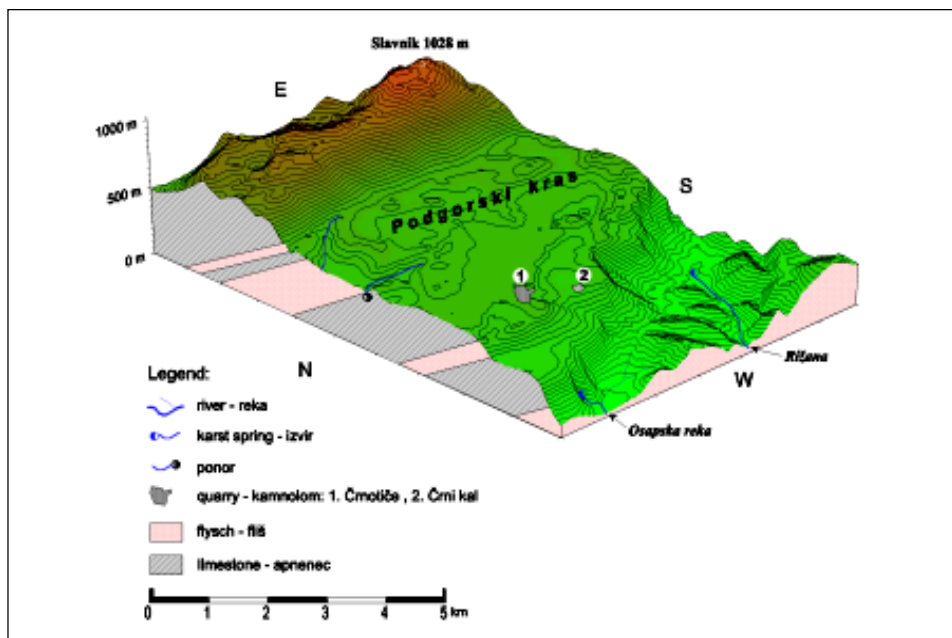 Slavnik 1028 m
E
1000 m
500 m
0 m
Podgorski kras
S
1
2
N
W
Rižana
Osapska reka
Legend:
river - reka
karst spring - izvir
ponor
quarry - kamnolom: 1. Črnotiče , 2. Črni kal
flysch - fliš
limestone - apnenec
0 1 2 3 4 5 km